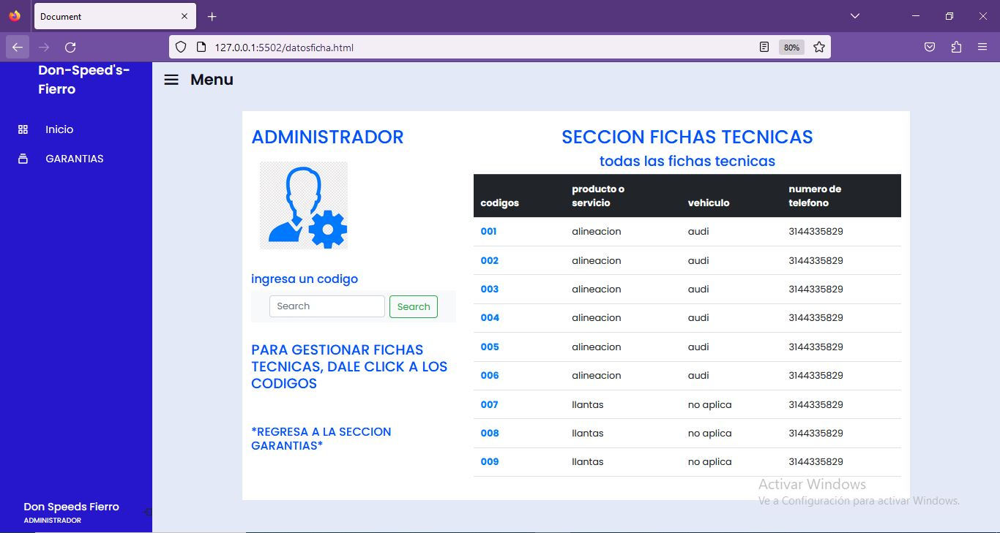 Document
127.0.0.1:5502/datosficha.html
80%
Don-Speed's-
Fierro
Inicio
GARANTIAS
Don Speeds Fierro
ADMINISTRADOR
Menu
ADMINISTRADOR
ingresa un codigo
Search Search
PARA GESTIONAR FICHAS
TECNICAS, DALE CLICK A LOS
CODIGOS
*REGRESA A LA SECCION
GARANTIAS*
SECCION FICHAS TECNICAS
todas las fichas tecnicas
codigos producto o servicio vehiculo numero de telefono
001 alineacion audi 3144335829
002 alineacion audi 3144335829
003 alineacion audi 3144335829
004 alineacion audi 3144335829
005 alineacion audi 3144335829
006 alineacion audi 3144335829
007 llantas no aplica 3144335829
008 llantas no aplica 3144335829
009 llantas no aplica 3144335829
Activar Windows
Ve a Configuración para activar Windows.